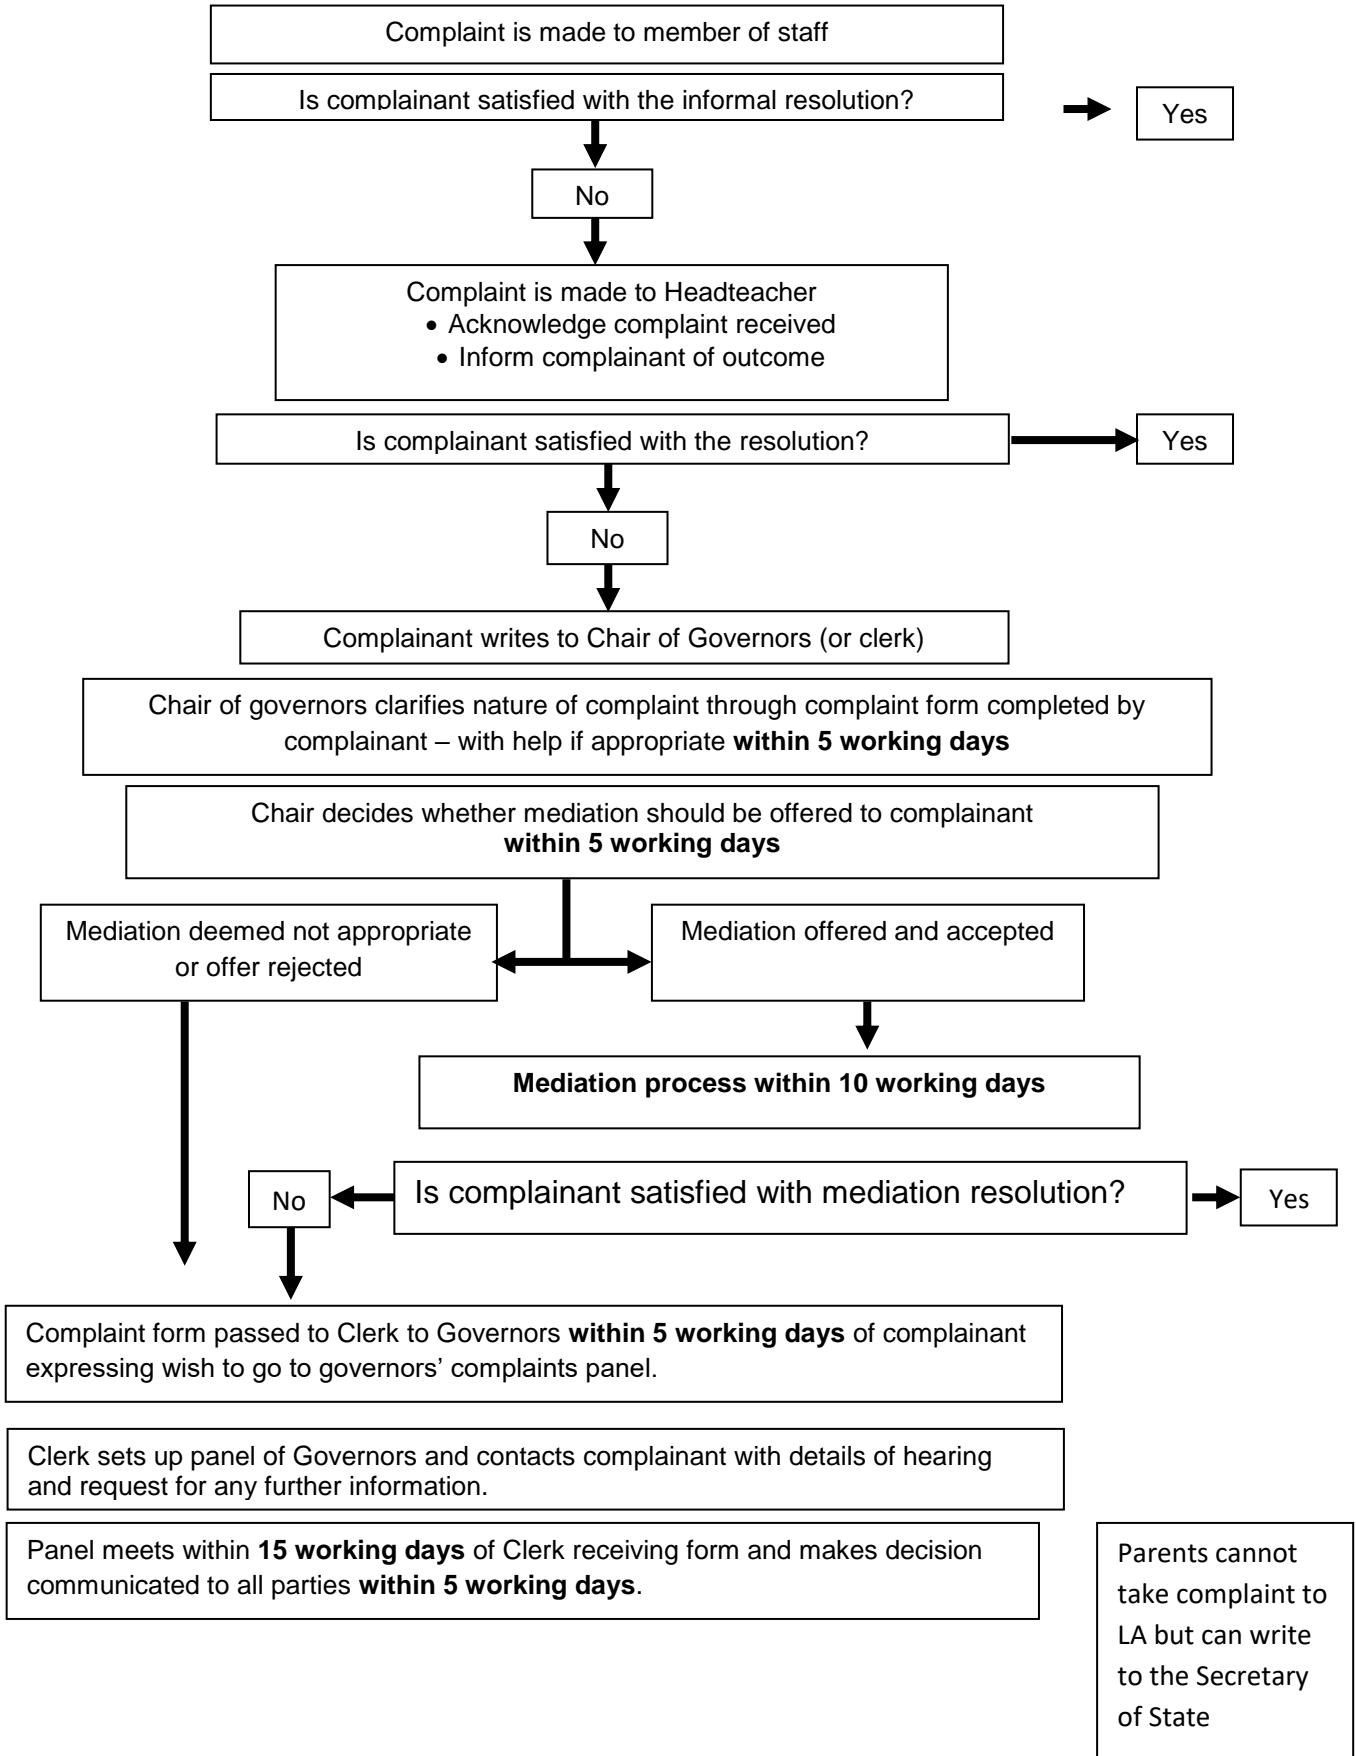 Complaint is made to member of staff
Is complainant satisfied with the informal resolution?
Yes
No
Complaint is made to Headteacher
• Acknowledge complaint received
• Inform complainant of outcome
Is complainant satisfied with the resolution?
Yes
No
Complainant writes to Chair of Governors (or clerk)
Chair of governors clarifies nature of complaint through complaint form completed by
complainant – with help if appropriate within 5 working days
Chair decides whether mediation should be offered to complainant
within 5 working days
Mediation deemed not appropriate
or offer rejected
Mediation offered and accepted
Mediation process within 10 working days
No
Is complainant satisfied with mediation resolution?
Yes
Complaint form passed to Clerk to Governors within 5 working days of complainant
expressing wish to go to governors’ complaints panel.
Clerk sets up panel of Governors and contacts complainant with details of hearing
and request for any further information.
Panel meets within 15 working days of Clerk receiving form and makes decision
communicated to all parties within 5 working days.
Parents cannot
take complaint to
LA but can write
to the Secretary
of State